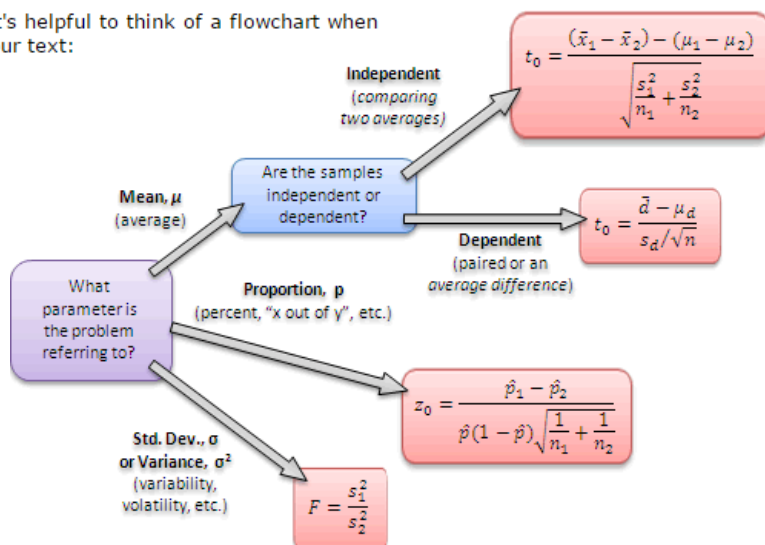 t's helpful to think of a flowchart when
ur text:
Independent
(comparing
two averages)
t₀ = (x̄₁ − x̄₂) − (μ₁ − μ₂) / √(s₁²/n₁ + s₂²/n₂)
Mean, μ
(average)
Are the samples
independent or
dependent?
Dependent
(paired or an
average difference)
t₀ = d̄ − μ_d / s_d/√n
What
parameter is
the problem
referring to?
Proportion, p
(percent, “x out of y”, etc.)
z₀ = p̂₁ − p̂₂ / p̂(1 − p̂)√(1/n₁ + 1/n₂)
Std. Dev., σ
or Variance, σ²
(variability,
volatility, etc.)
F = s₁²/s₂²